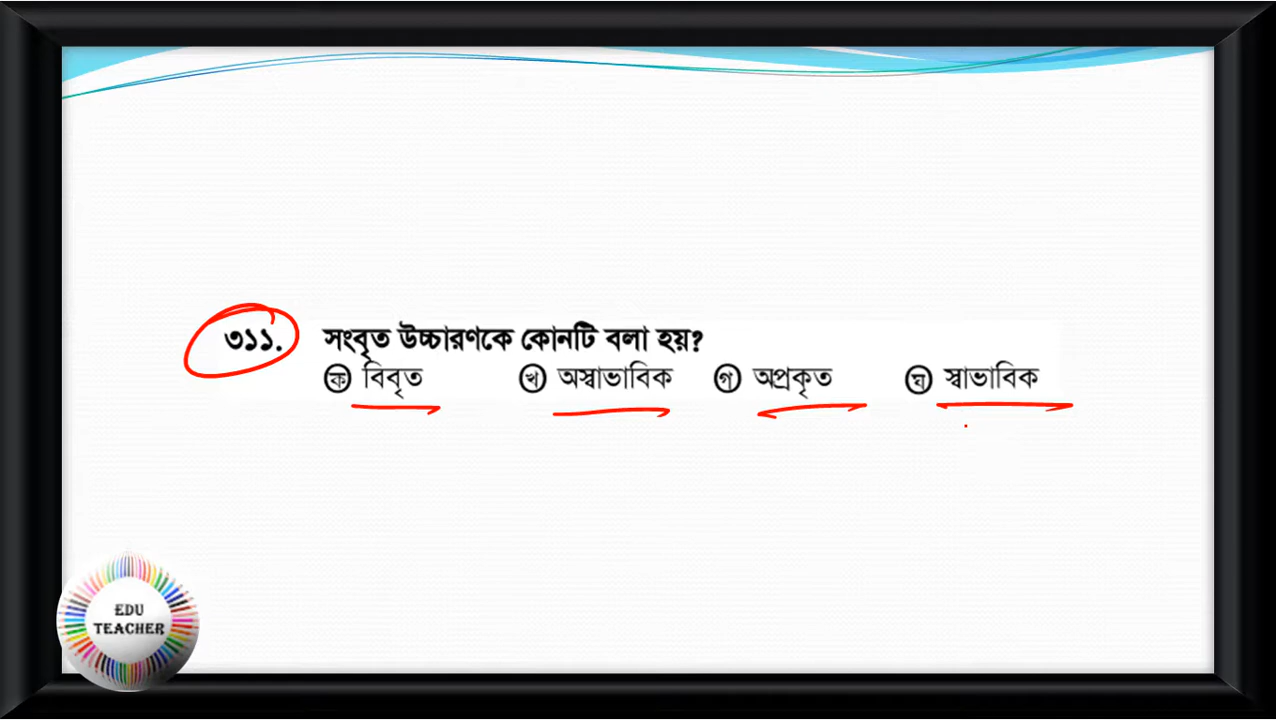 ৩১১. সংবৃত উচ্চারণকে কোনটি বলা হয়?
ক বিবৃত খ অস্বাভাবিক গ অপ্রকৃত ঘ স্বাভাবিক
EDU
TEACHER